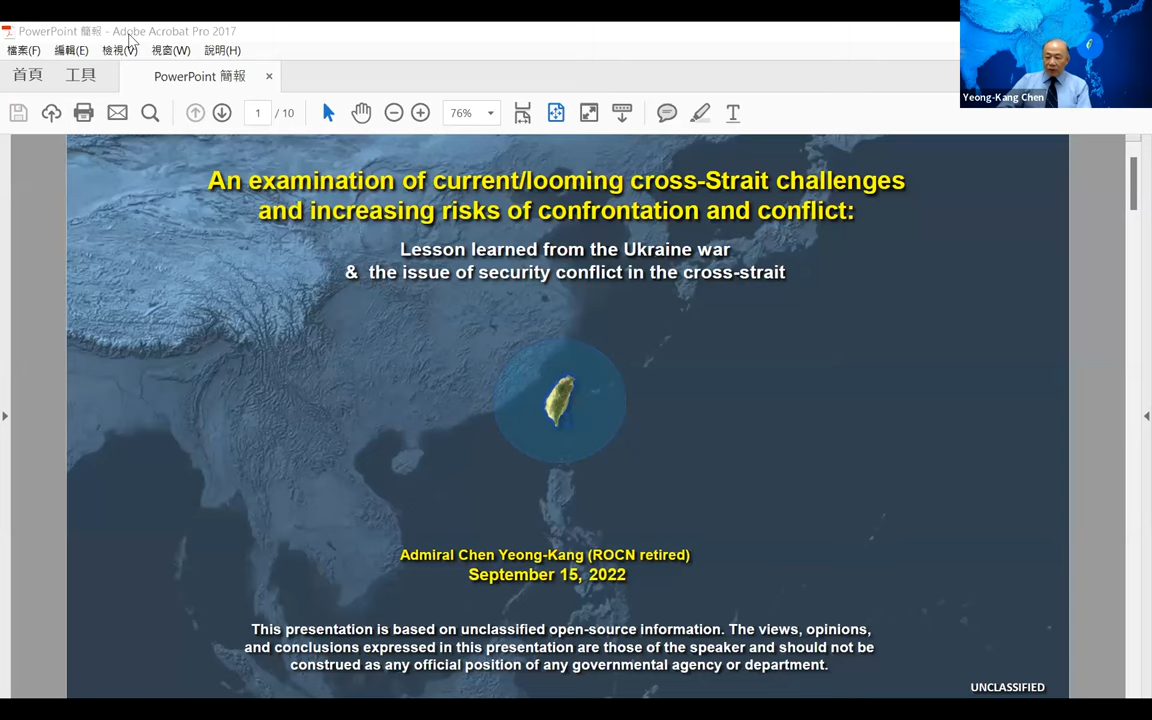 PowerPoint 簡報 - Adobe Acrobat Pro 2017
檔案(F) 編輯(E) 檢視(V) 視窗(W) 說明(H)
首頁 工具 PowerPoint 簡報 ×
1 / 10 76%
Yeong-Kang Chen
An examination of current/looming cross-Strait challenges
and increasing risks of confrontation and conflict:
Lesson learned from the Ukraine war
& the issue of security conflict in the cross-strait
Admiral Chen Yeong-Kang (ROCN retired)
September 15, 2022
This presentation is based on unclassified open-source information. The views, opinions,
and conclusions expressed in this presentation are those of the speaker and should not be
construed as any official position of any governmental agency or department.
UNCLASSIFIED